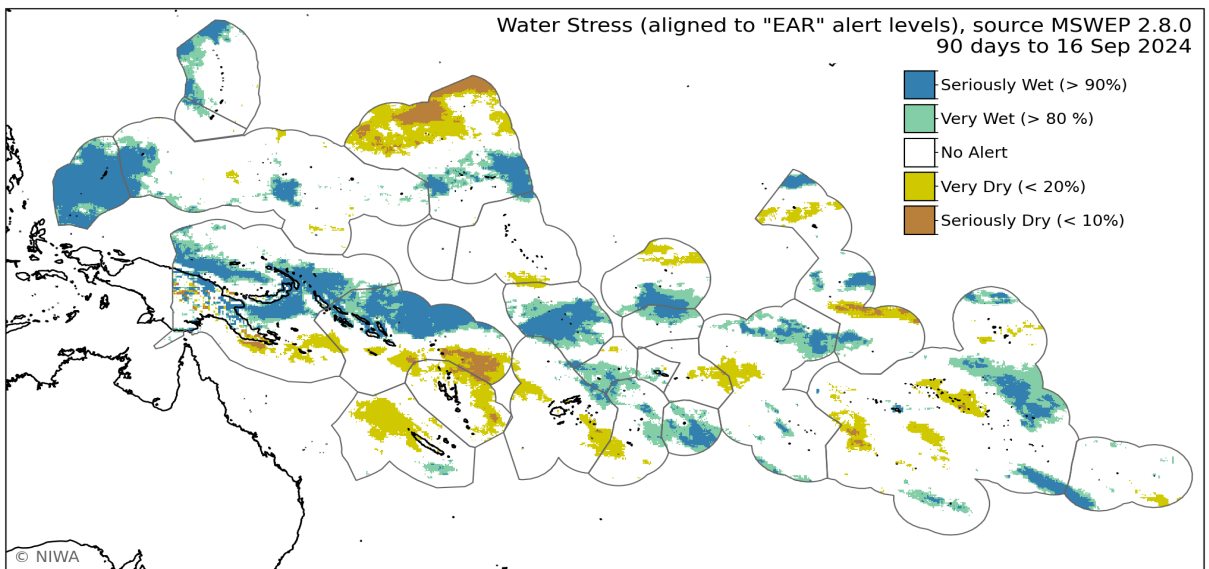 Water Stress (aligned to "EAR" alert levels), source MSWEP 2.8.0
90 days to 16 Sep 2024
Seriously Wet (> 90%)
Very Wet (> 80 %)
No Alert
Very Dry (< 20%)
Seriously Dry (< 10%)
© NIWA